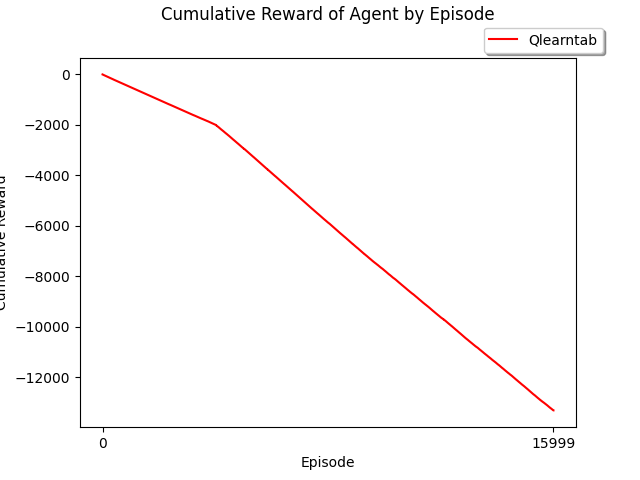 Cumulative Reward of Agent by Episode
Qlearntab
0
−2000
−4000
−6000
−8000
−10000
−12000
Cumulative Reward
0
15999
Episode